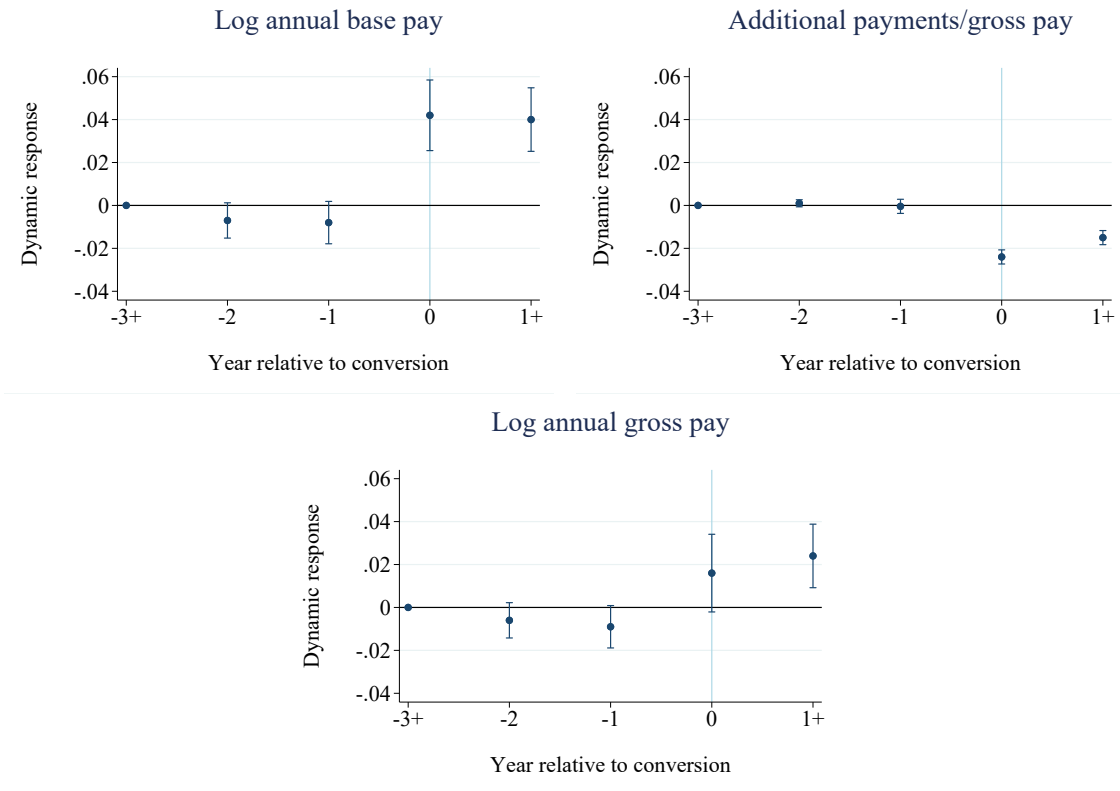 Log annual base pay
Dynamic response
.06
.04
.02
0
-.02
-.04
-3+ -2 -1 0 1+
Year relative to conversion
Additional payments/gross pay
Dynamic response
.06
.04
.02
0
-.02
-.04
-3+ -2 -1 0 1+
Year relative to conversion
Log annual gross pay
Dynamic response
.06
.04
.02
0
-.02
-.04
-3+ -2 -1 0 1+
Year relative to conversion